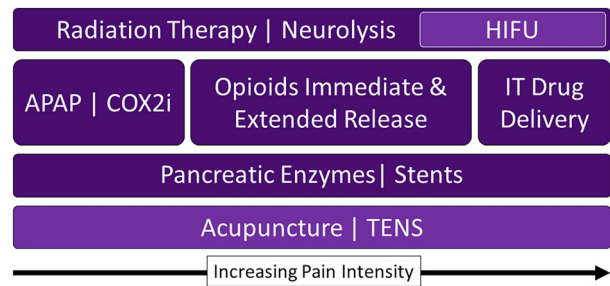 Radiation Therapy | Neurolysis
HIFU
APAP | COX2i
Opioids Immediate &
Extended Release
IT Drug
Delivery
Pancreatic Enzymes| Stents
Acupuncture | TENS
Increasing Pain Intensity